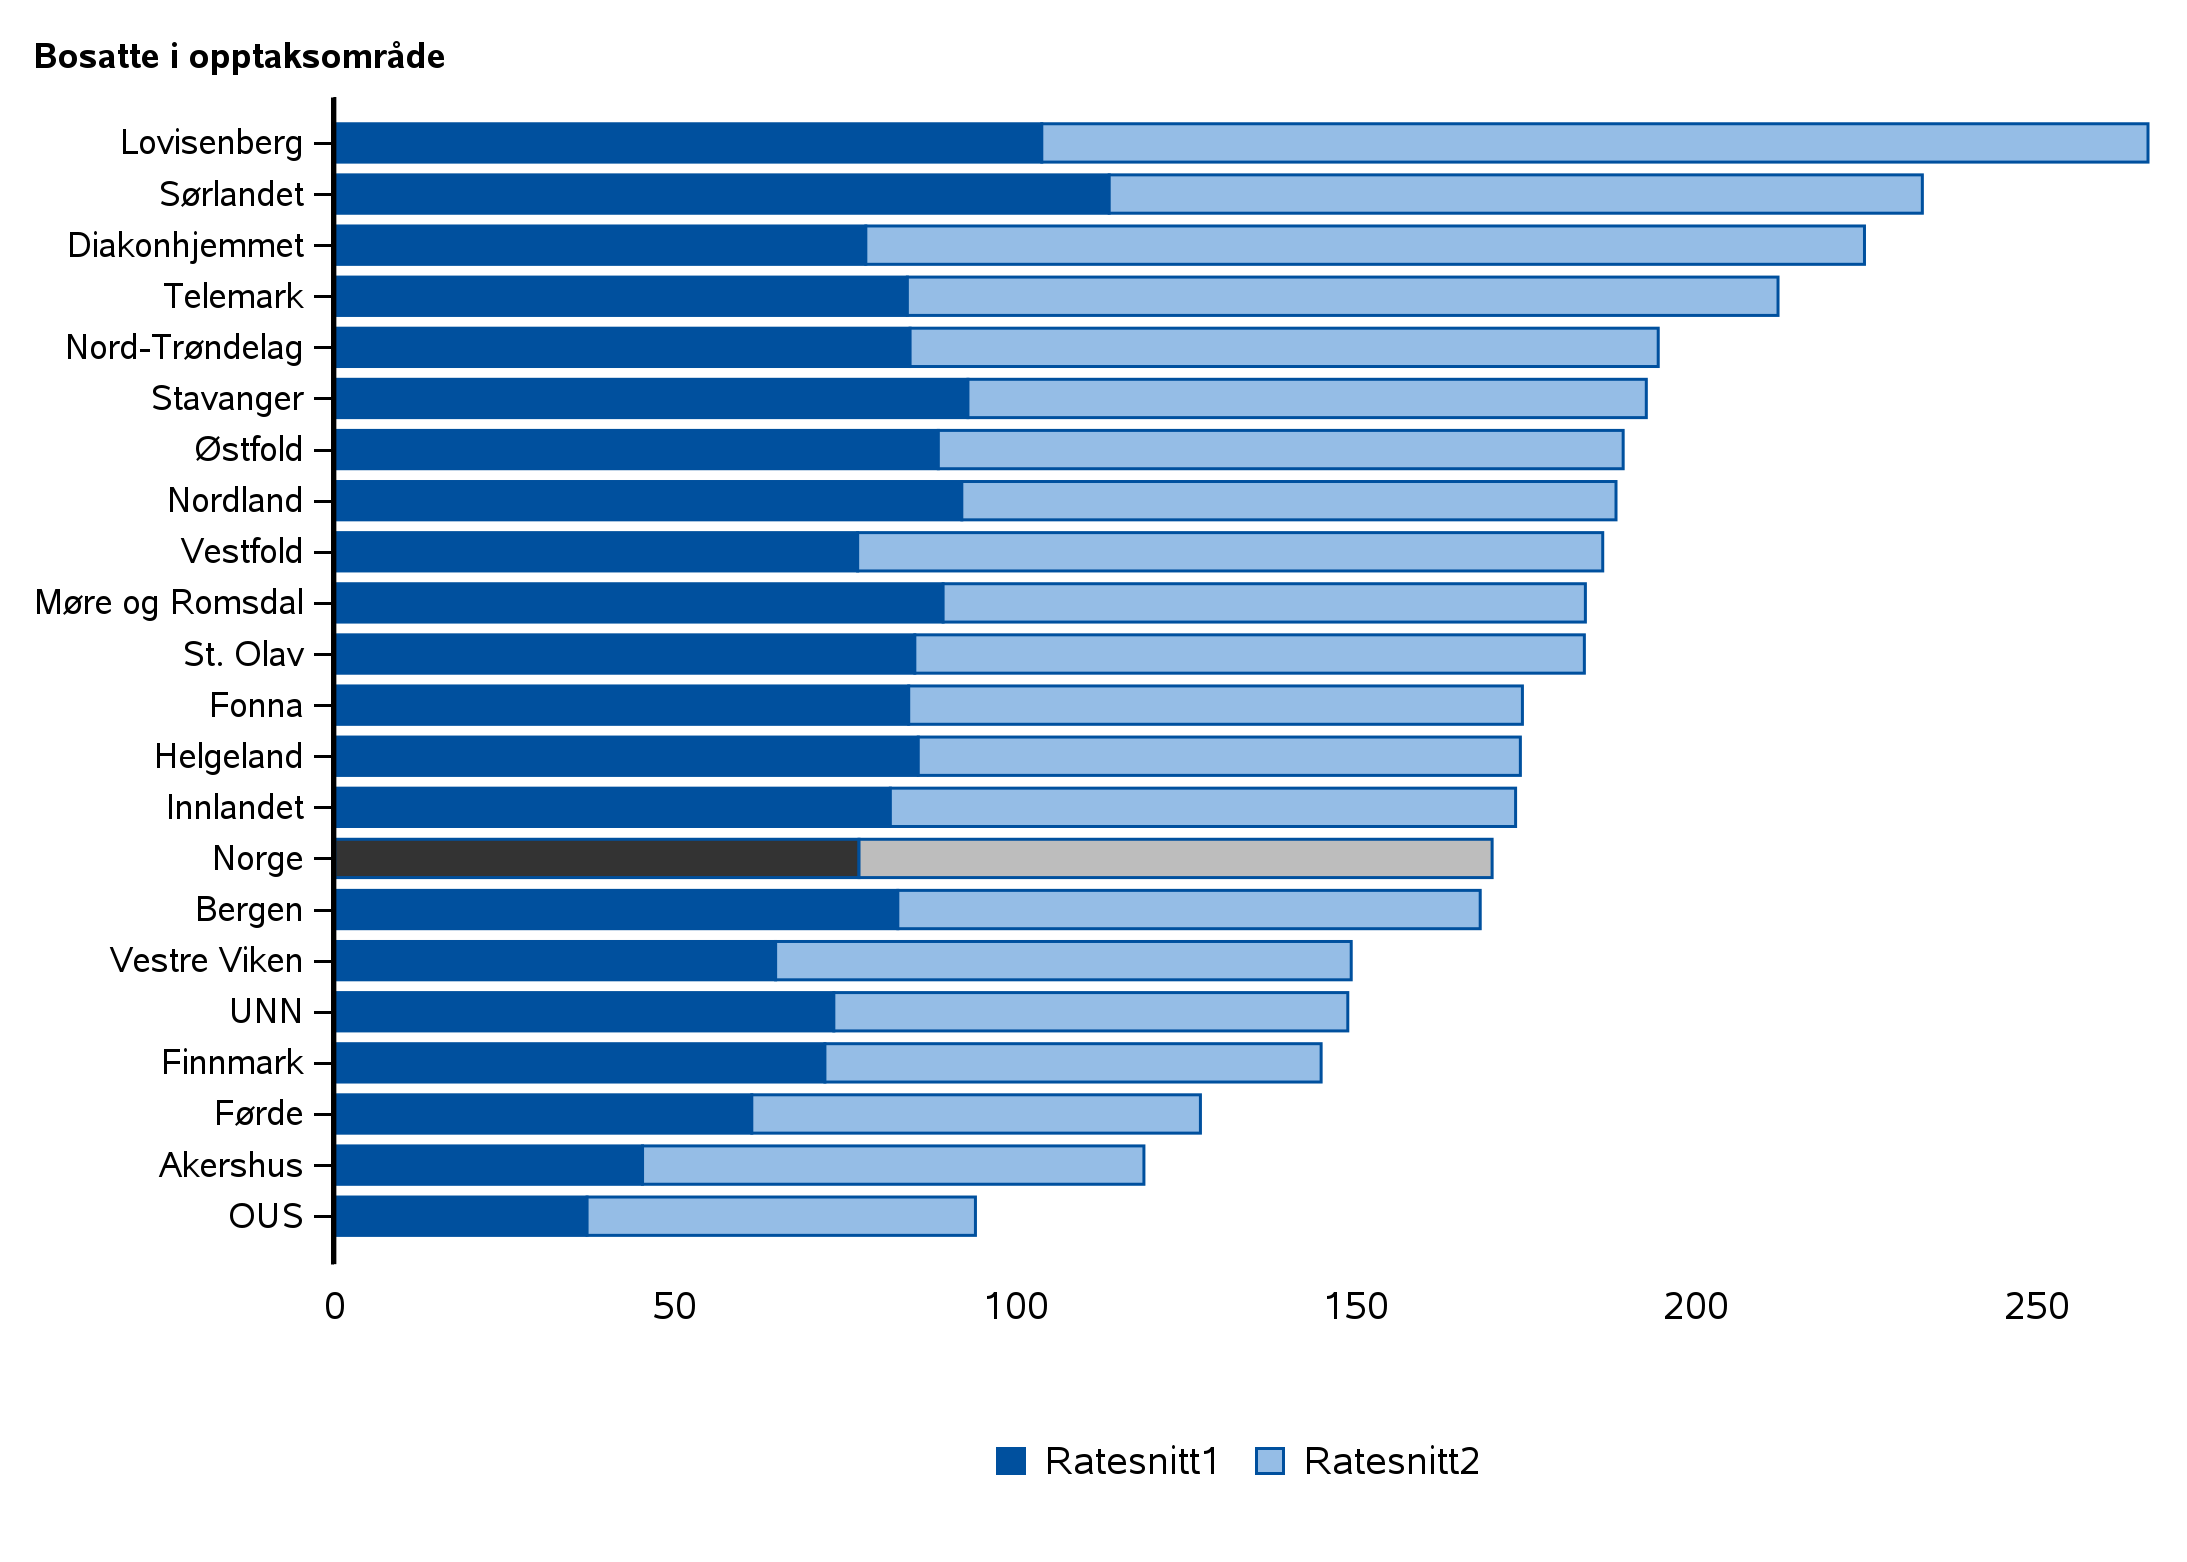 Bosatte i opptaksområde
Lovisenberg
Sørlandet
Diakonhjemmet
Telemark
Nord-Trøndelag
Stavanger
Østfold
Nordland
Vestfold
Møre og Romsdal
St. Olav
Fonna
Helgeland
Innlandet
Norge
Bergen
Vestre Viken
UNN
Finnmark
Førde
Akershus
OUS
0 50 100 150 200 250
Ratesnitt1 Ratesnitt2